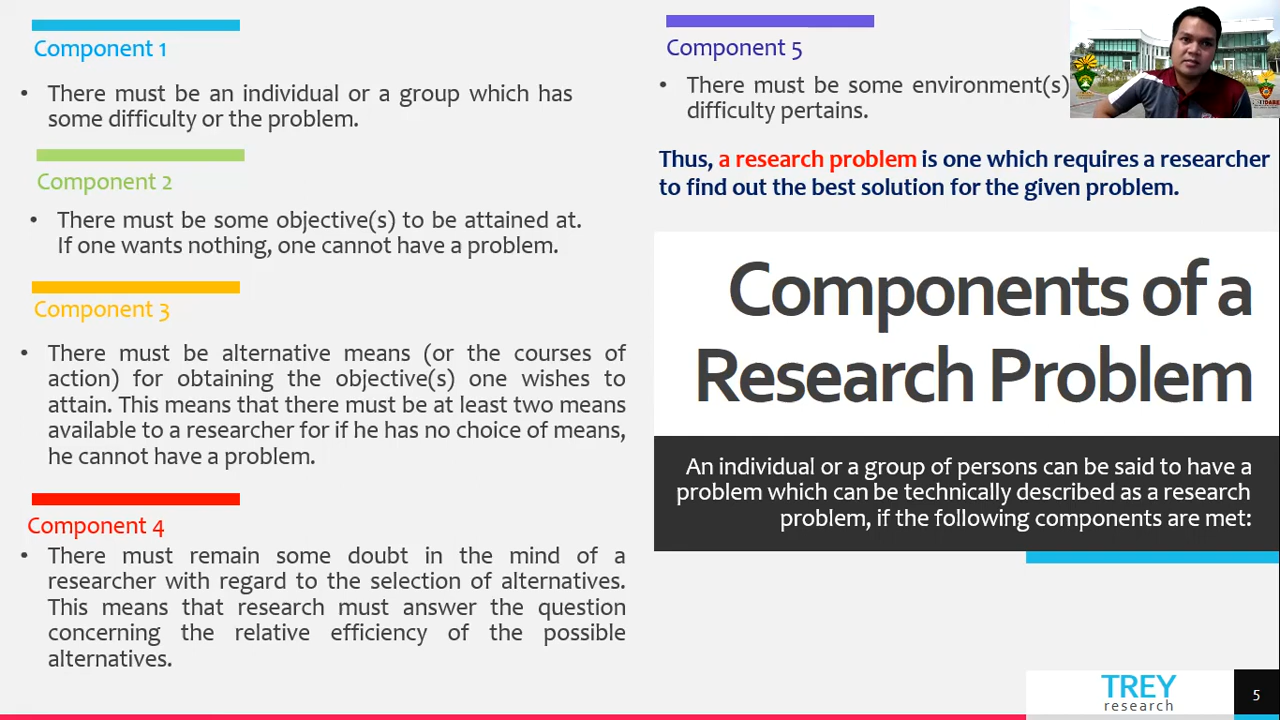 Component 1
• There must be an individual or a group which has
some difficulty or the problem.
Component 2
• There must be some objective(s) to be attained at.
If one wants nothing, one cannot have a problem.
Component 3
• There must be alternative means (or the courses of
action) for obtaining the objective(s) one wishes to
attain. This means that there must be at least two means
available to a researcher for if he has no choice of means,
he cannot have a problem.
Component 4
• There must remain some doubt in the mind of a
researcher with regard to the selection of alternatives.
This means that research must answer the question
concerning the relative efficiency of the possible
alternatives.
Component 5
• There must be some environment(s)
difficulty pertains.
Thus, a research problem is one which requires a researcher
to find out the best solution for the given problem.
Components of a
Research Problem
An individual or a group of persons can be said to have a
problem which can be technically described as a research
problem, if the following components are met:
TREY
research
5